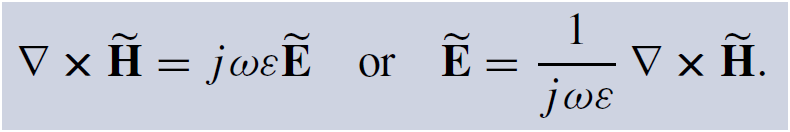 ∇ × H̃ = jωεẼ or Ẽ = 1/(jωε) ∇ × H̃.